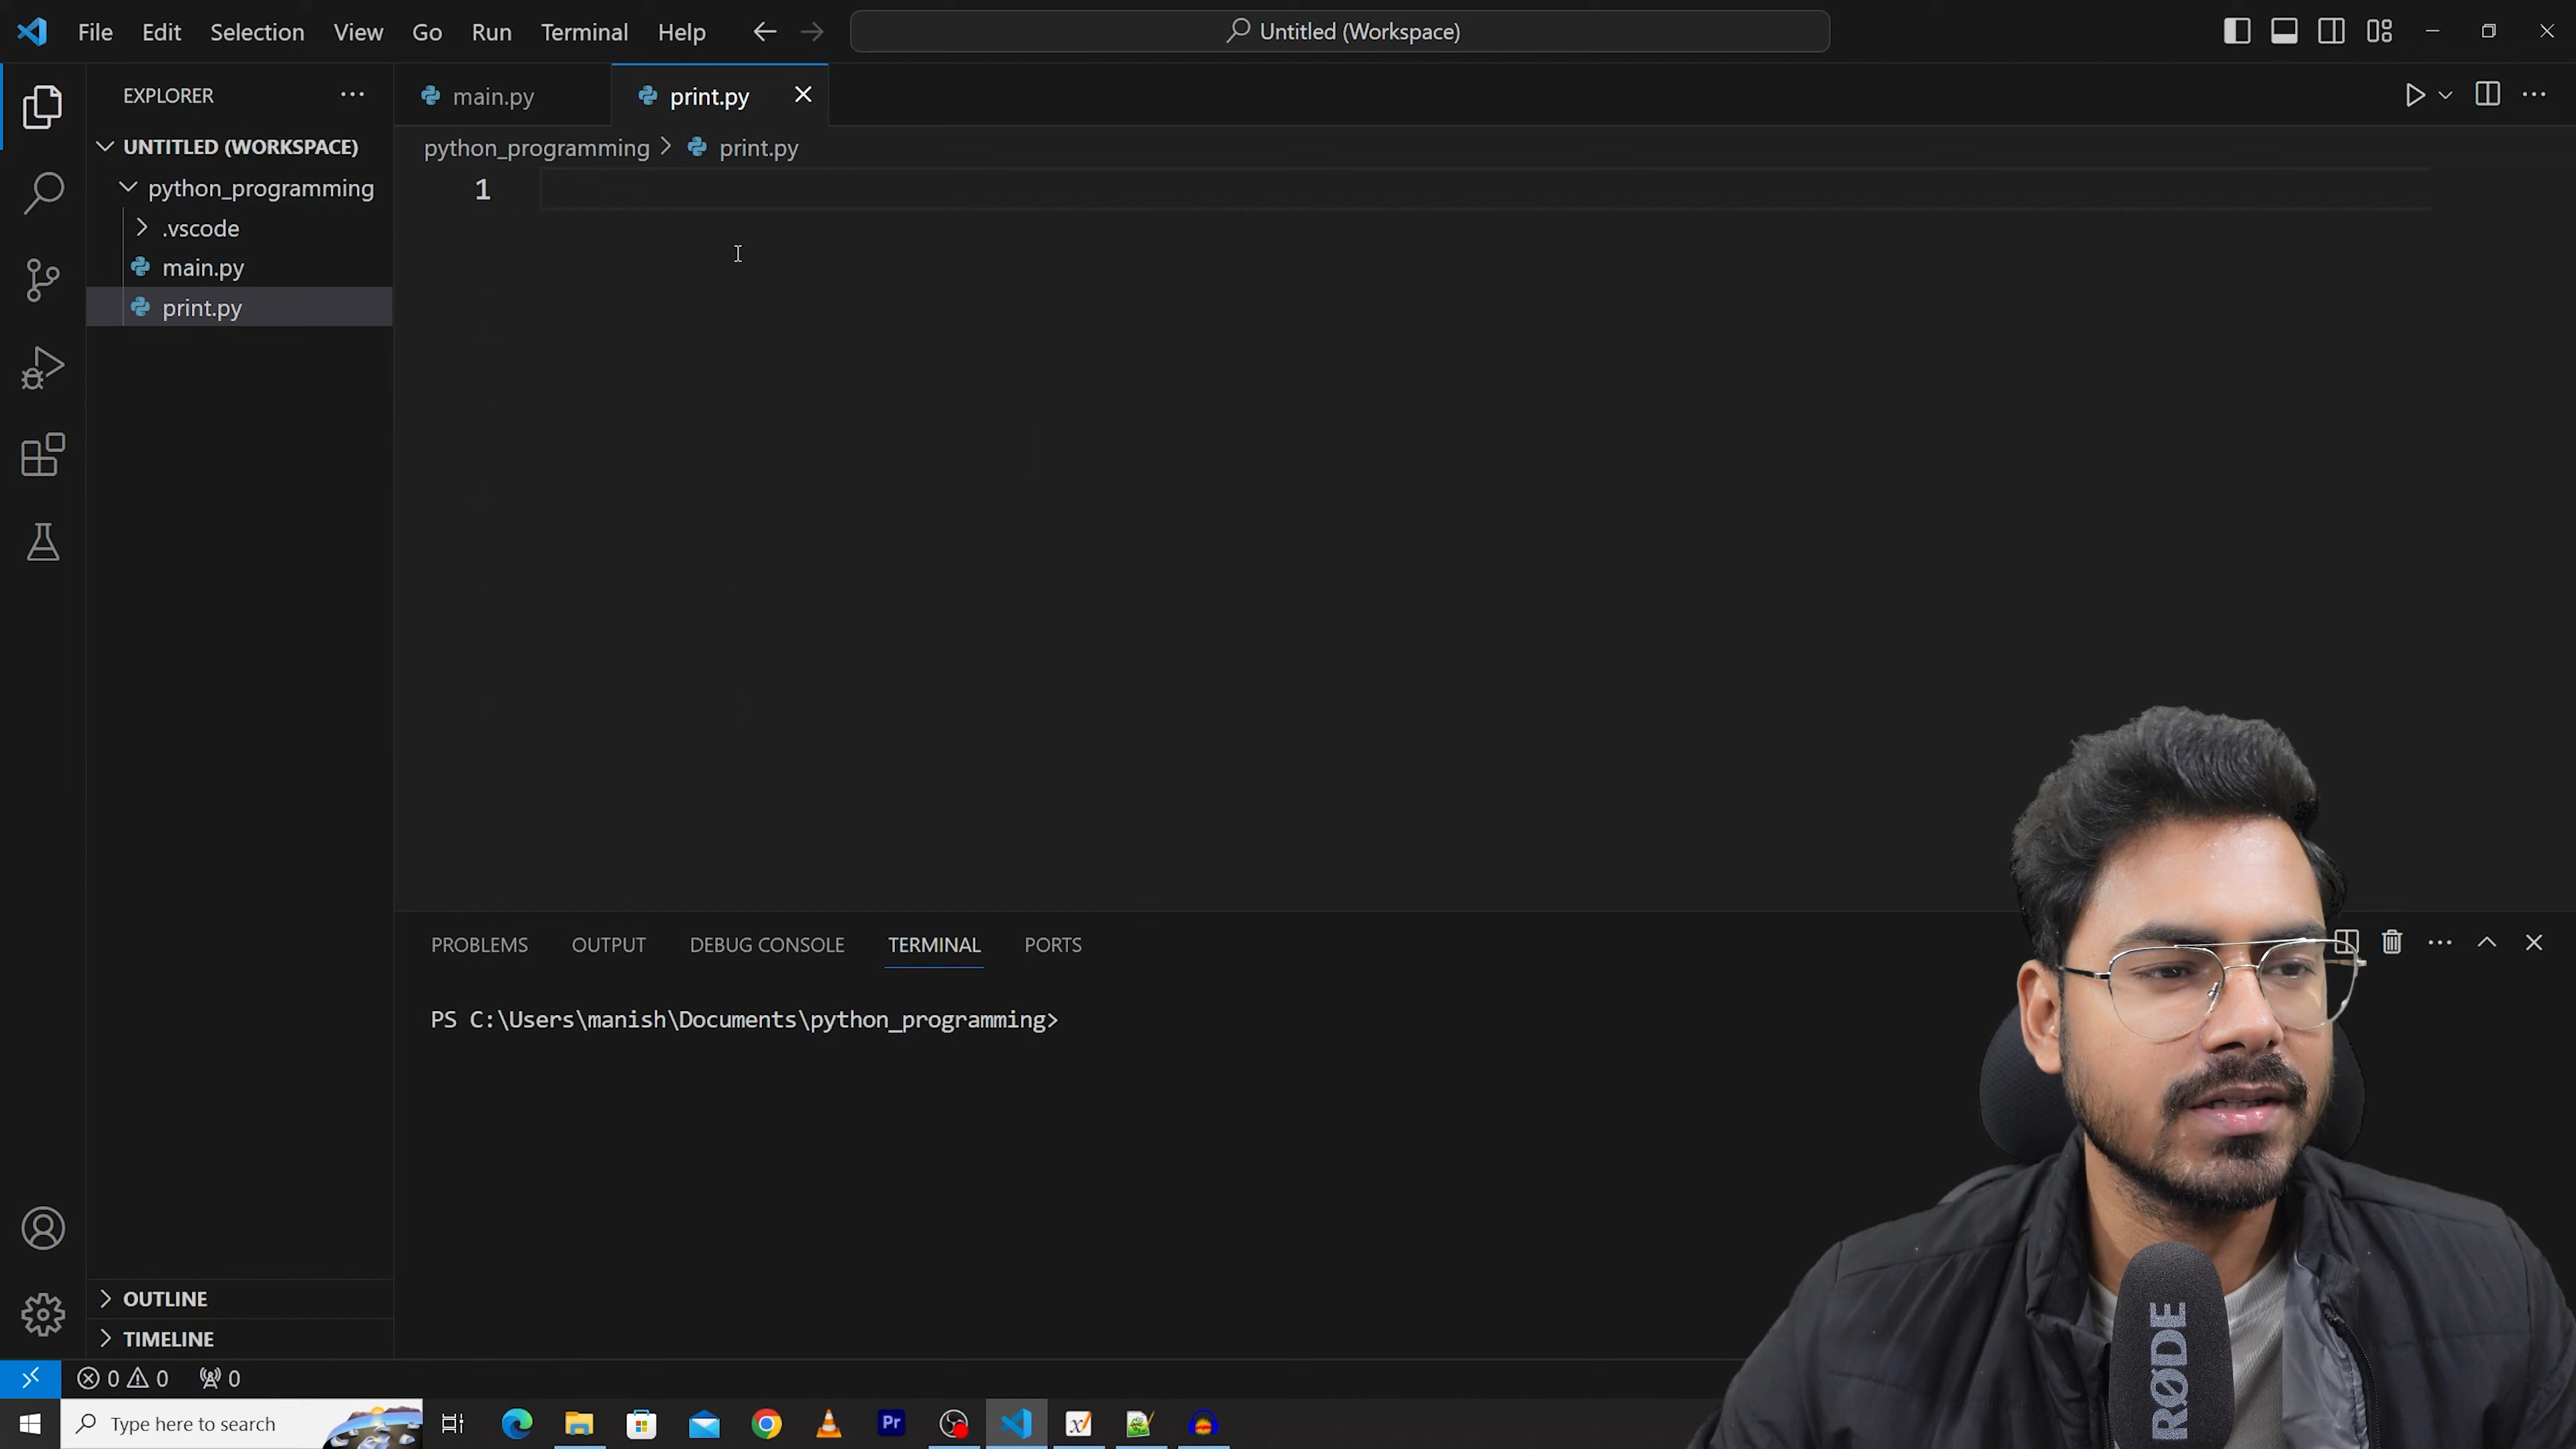 File Edit Selection View Go Run Terminal Help Untitled (Workspace)
EXPLORER
main.py print.py
UNTITLED (WORKSPACE)
python_programming > print.py
python_programming
1
.vscode
main.py
print.py
PROBLEMS OUTPUT DEBUG CONSOLE TERMINAL PORTS
PS C:\Users\manish\Documents\python_programming>
OUTLINE
TIMELINE
0 0 0
Type here to search
Pr
RØDE